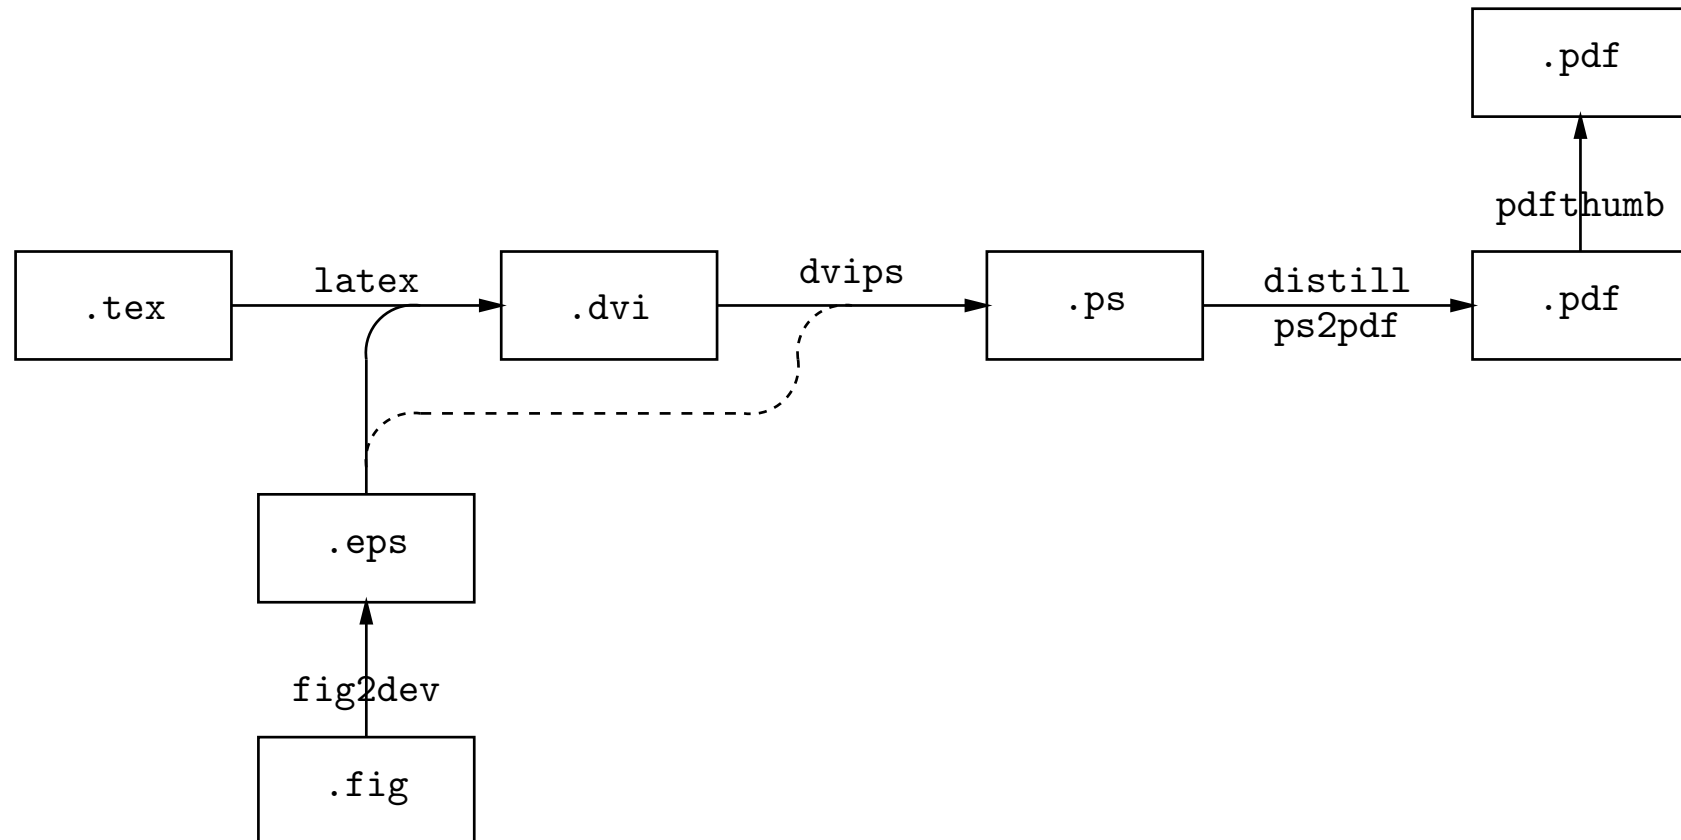 .pdf
pdfthumb
latex
dvips
distill
.tex
.dvi
.ps
.pdf
ps2pdf
.eps
fig2dev
.fig